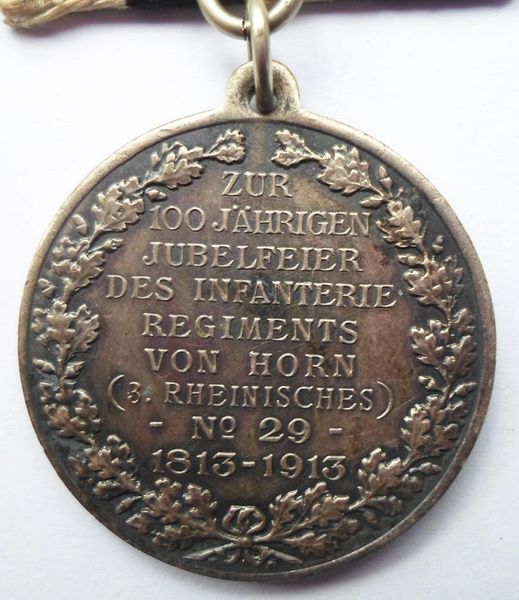 ZUR
100 JÄHRIGEN
JUBELFEIER
DES INFANTERIE
REGIMENTS
VON HORN
(3. RHEINISCHES)
- No 29 -
1813-1913